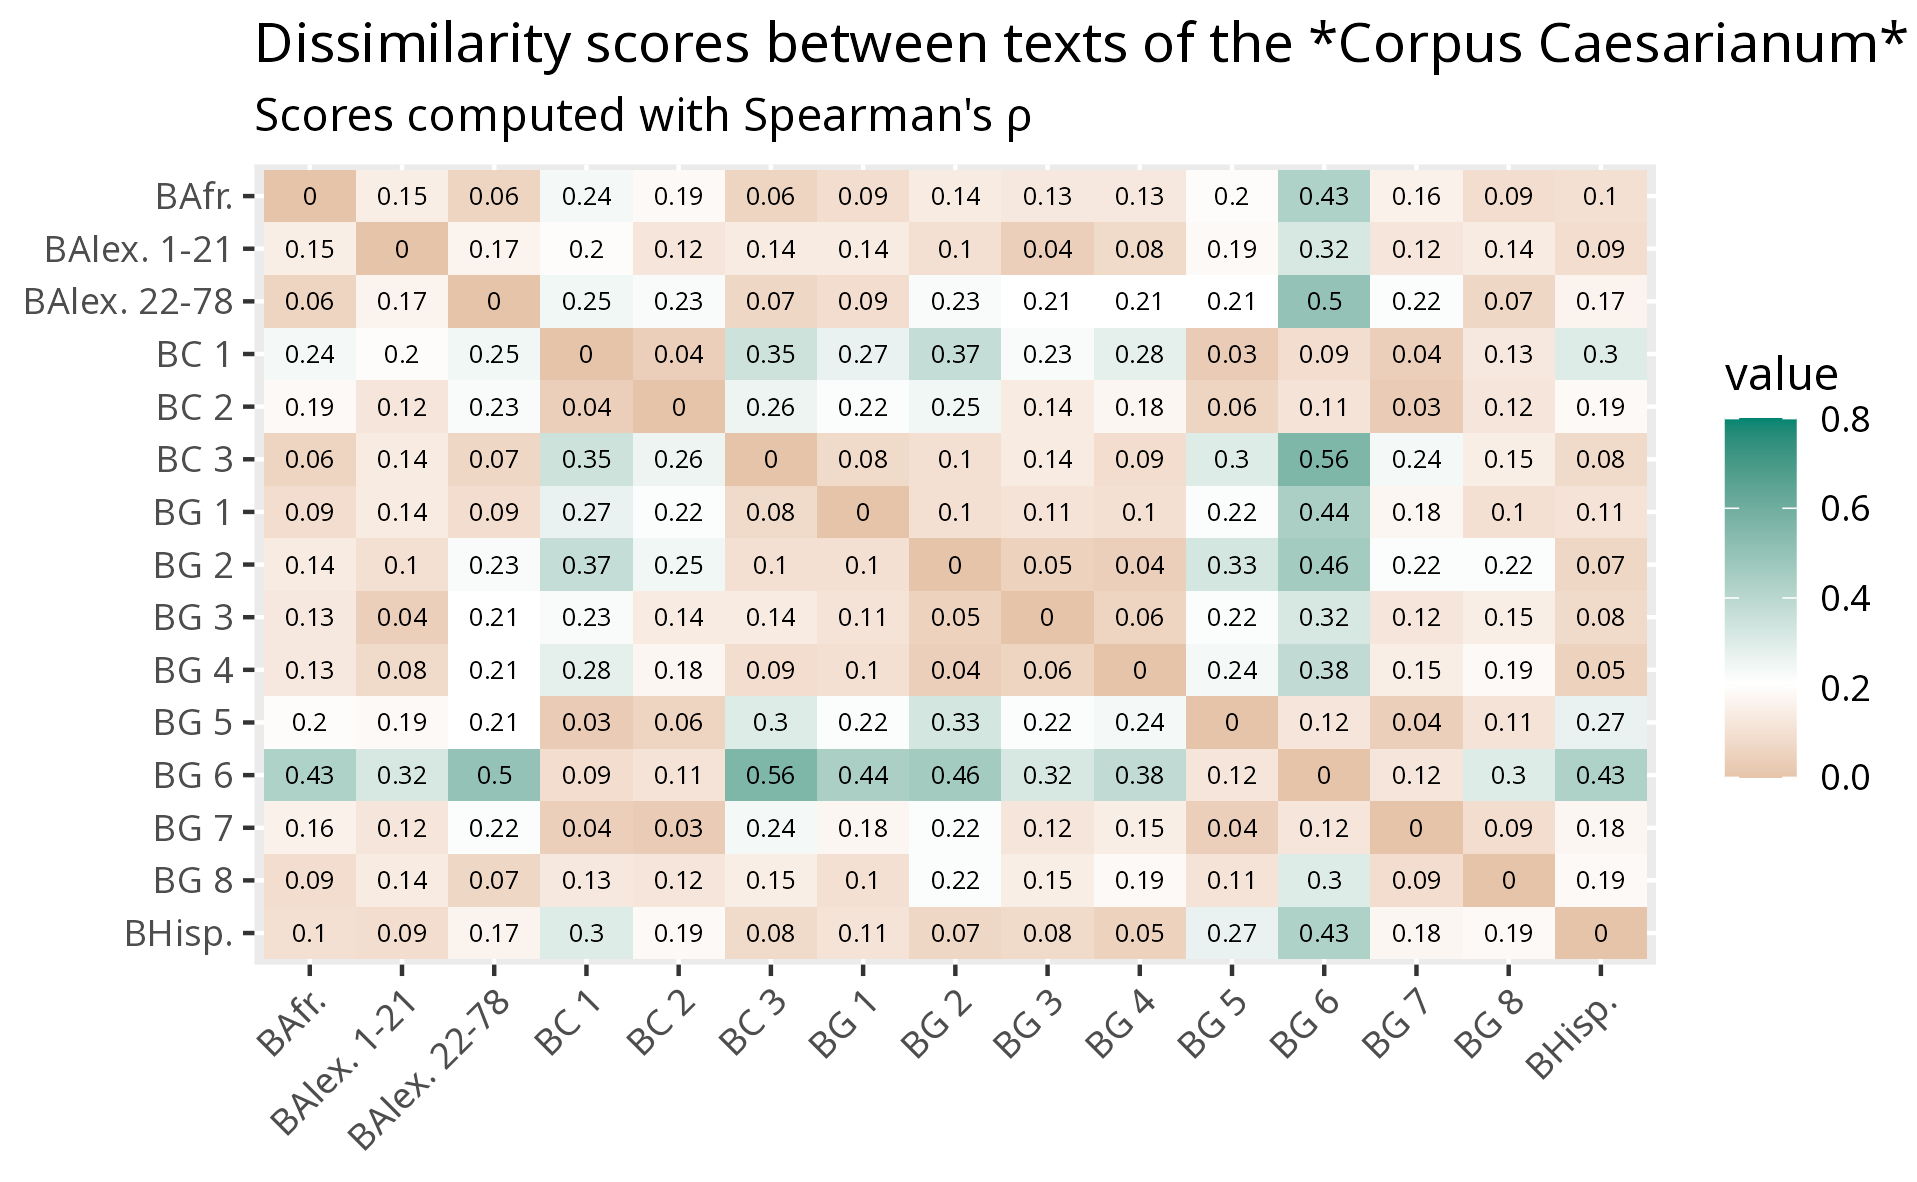 Dissimilarity scores between texts of the *Corpus Caesarianum*
Scores computed with Spearman's ρ
BAfr. 0 0.15 0.06 0.24 0.19 0.06 0.09 0.14 0.13 0.13 0.2 0.43 0.16 0.09 0.1
BAlex. 1-21 0.15 0 0.17 0.2 0.12 0.14 0.14 0.1 0.04 0.08 0.19 0.32 0.12 0.14 0.09
BAlex. 22-78 0.06 0.17 0 0.25 0.23 0.07 0.09 0.23 0.21 0.21 0.21 0.5 0.22 0.07 0.17
BC 1 0.24 0.2 0.25 0 0.04 0.35 0.27 0.37 0.23 0.28 0.03 0.09 0.04 0.13 0.3
BC 2 0.19 0.12 0.23 0.04 0 0.26 0.22 0.25 0.14 0.18 0.06 0.11 0.03 0.12 0.19
BC 3 0.06 0.14 0.07 0.35 0.26 0 0.08 0.1 0.14 0.09 0.3 0.56 0.24 0.15 0.08
BG 1 0.09 0.14 0.09 0.27 0.22 0.08 0 0.1 0.11 0.1 0.22 0.44 0.18 0.1 0.11
BG 2 0.14 0.1 0.23 0.37 0.25 0.1 0.1 0 0.05 0.04 0.33 0.46 0.22 0.22 0.07
BG 3 0.13 0.04 0.21 0.23 0.14 0.14 0.11 0.05 0 0.06 0.22 0.32 0.12 0.15 0.08
BG 4 0.13 0.08 0.21 0.28 0.18 0.09 0.1 0.04 0.06 0 0.24 0.38 0.15 0.19 0.05
BG 5 0.2 0.19 0.21 0.03 0.06 0.3 0.22 0.33 0.22 0.24 0 0.12 0.04 0.11 0.27
BG 6 0.43 0.32 0.5 0.09 0.11 0.56 0.44 0.46 0.32 0.38 0.12 0 0.12 0.3 0.43
BG 7 0.16 0.12 0.22 0.04 0.03 0.24 0.18 0.22 0.12 0.15 0.04 0.12 0 0.09 0.18
BG 8 0.09 0.14 0.07 0.13 0.12 0.15 0.1 0.22 0.15 0.19 0.11 0.3 0.09 0 0.19
BHisp. 0.1 0.09 0.17 0.3 0.19 0.08 0.11 0.07 0.08 0.05 0.27 0.43 0.18 0.19 0
BAfr. BAlex. 1-21 BAlex. 22-78 BC 1 BC 2 BC 3 BG 1 BG 2 BG 3 BG 4 BG 5 BG 6 BG 7 BG 8 BHisp.
value
0.8
0.6
0.4
0.2
0.0